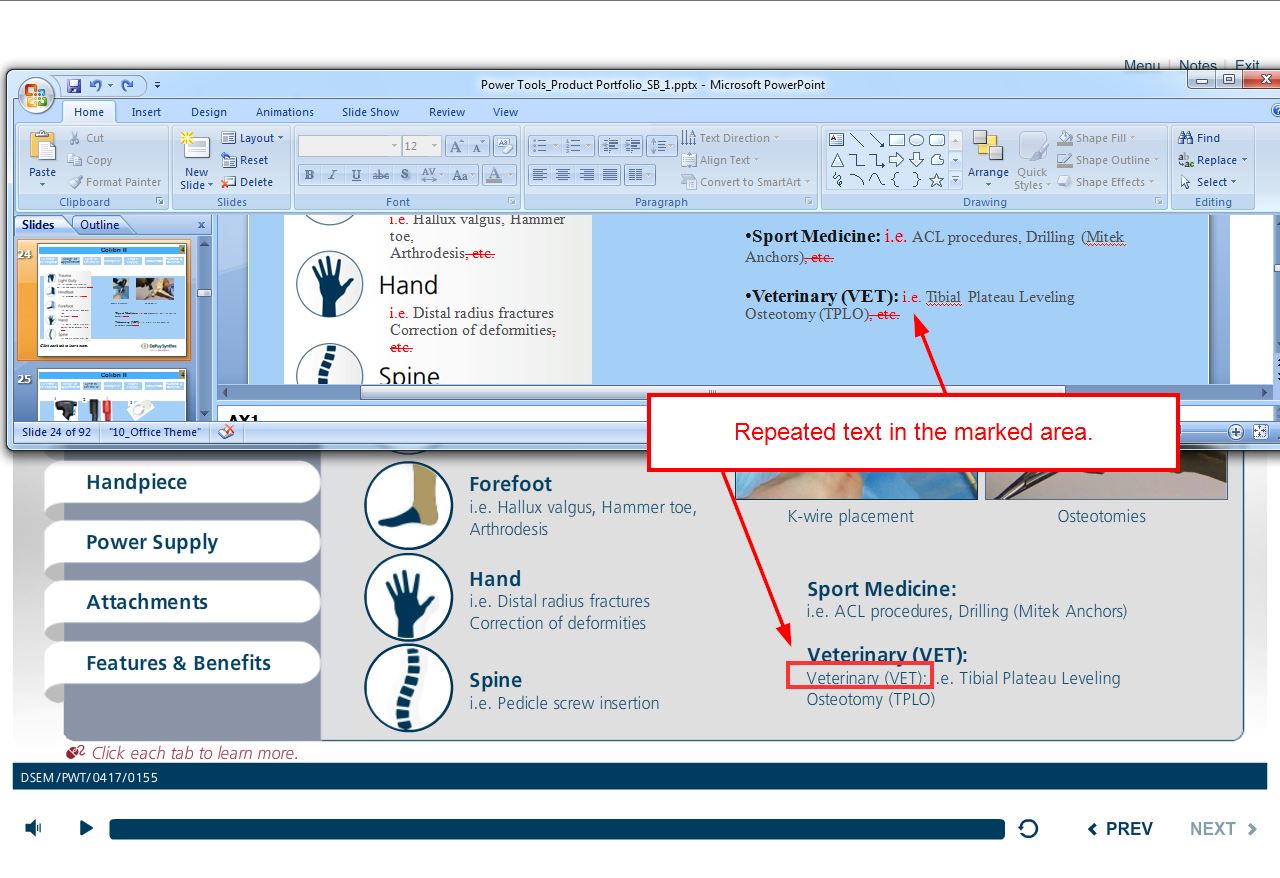 Menu | Notes | Exit
Power Tools_Product Portfolio_SB_1.pptx - Microsoft PowerPoint
Home Insert Design Animations Slide Show Review View
Paste
Cut
Copy
Format Painter
Clipboard
New Slide
Layout
Reset
Delete
Slides
12
B I U abc S AV Aa A
Font
Text Direction
Align Text
Convert to SmartArt
Paragraph
Arrange
Quick Styles
Shape Fill
Shape Outline
Shape Effects
Drawing
Find
Replace
Select
Editing
Slides Outline x
24
Colibri II
25
Colibri II
i.e. Hallux valgus, Hammer
toe,
Arthrodesis, etc.
Hand
i.e. Distal radius fractures
Correction of deformities,
etc.
Spine
•Sport Medicine: i.e. ACL procedures, Drilling (Mitek
Anchors), etc.
•Veterinary (VET): i.e. Tibial Plateau Leveling
Osteotomy (TPLO), etc.
AX1
Slide 24 of 92 "10_Office Theme"
Repeated text in the marked area.
Handpiece
Power Supply
Attachments
Features & Benefits
Forefoot
i.e. Hallux valgus, Hammer toe,
Arthrodesis
Hand
i.e. Distal radius fractures
Correction of deformities
Spine
i.e. Pedicle screw insertion
K-wire placement
Osteotomies
Sport Medicine:
i.e. ACL procedures, Drilling (Mitek Anchors)
Veterinary (VET):
Veterinary (VET): i.e. Tibial Plateau Leveling
Osteotomy (TPLO)
Click each tab to learn more.
DSEM/PWT/0417/0155
PREV NEXT